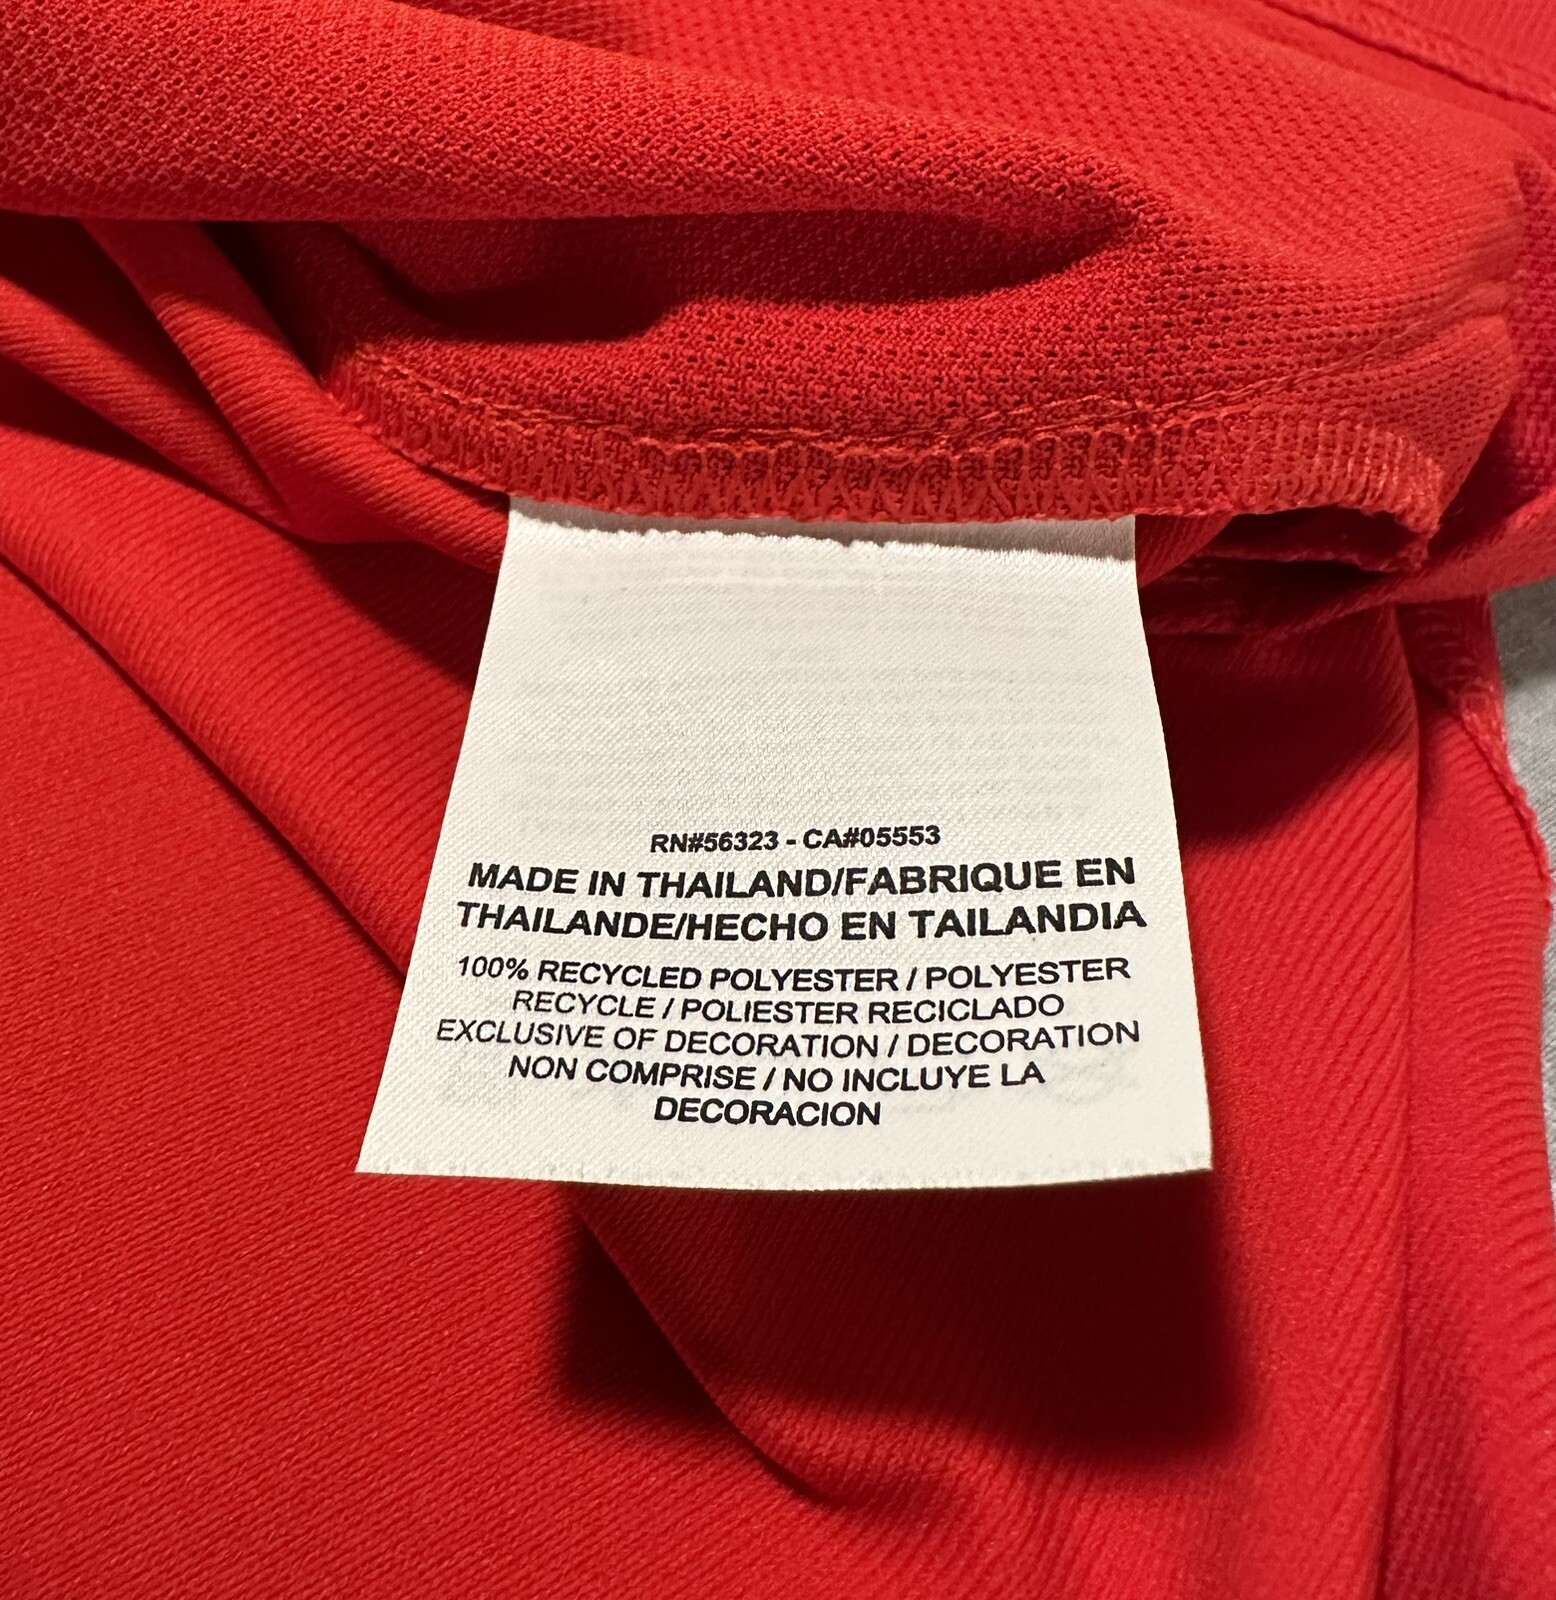 RN#56323 - CA#05553
MADE IN THAILAND/FABRIQUE EN
THAILANDE/HECHO EN TAILANDIA
100% RECYCLED POLYESTER / POLYESTER
RECYCLE / POLIESTER RECICLADO
EXCLUSIVE OF DECORATION / DECORATION
NON COMPRISE / NO INCLUYE LA
DECORACION